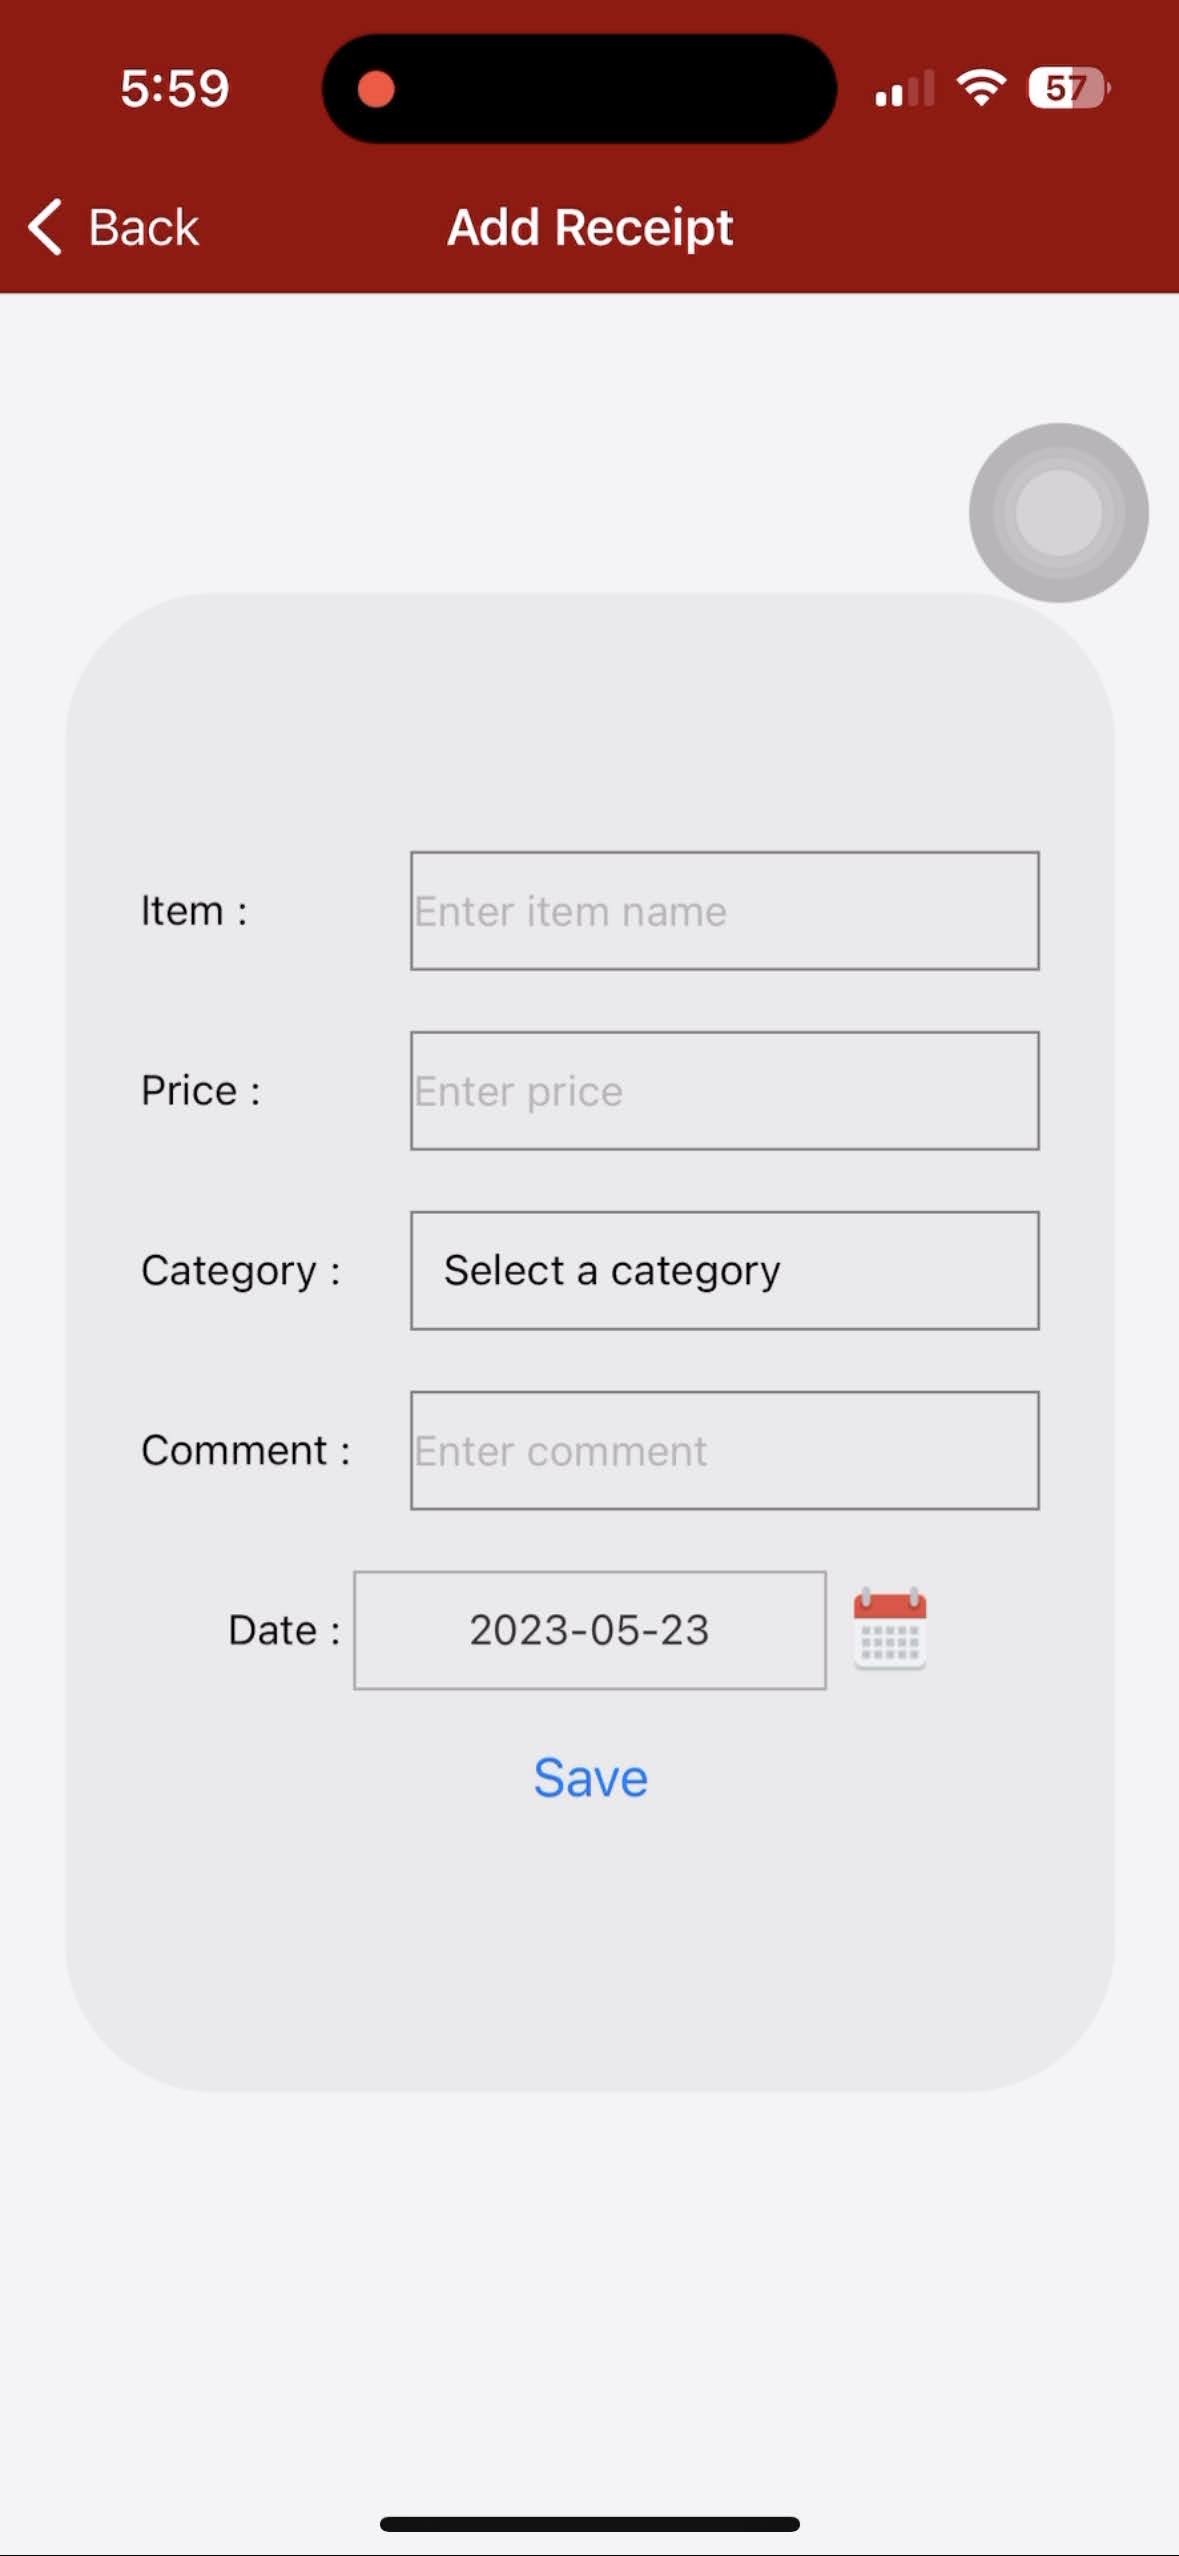 5:59
57
Back
Add Receipt
Item :
Enter item name
Price :
Enter price
Category :
Select a category
Comment :
Enter comment
Date :
2023-05-23
Save